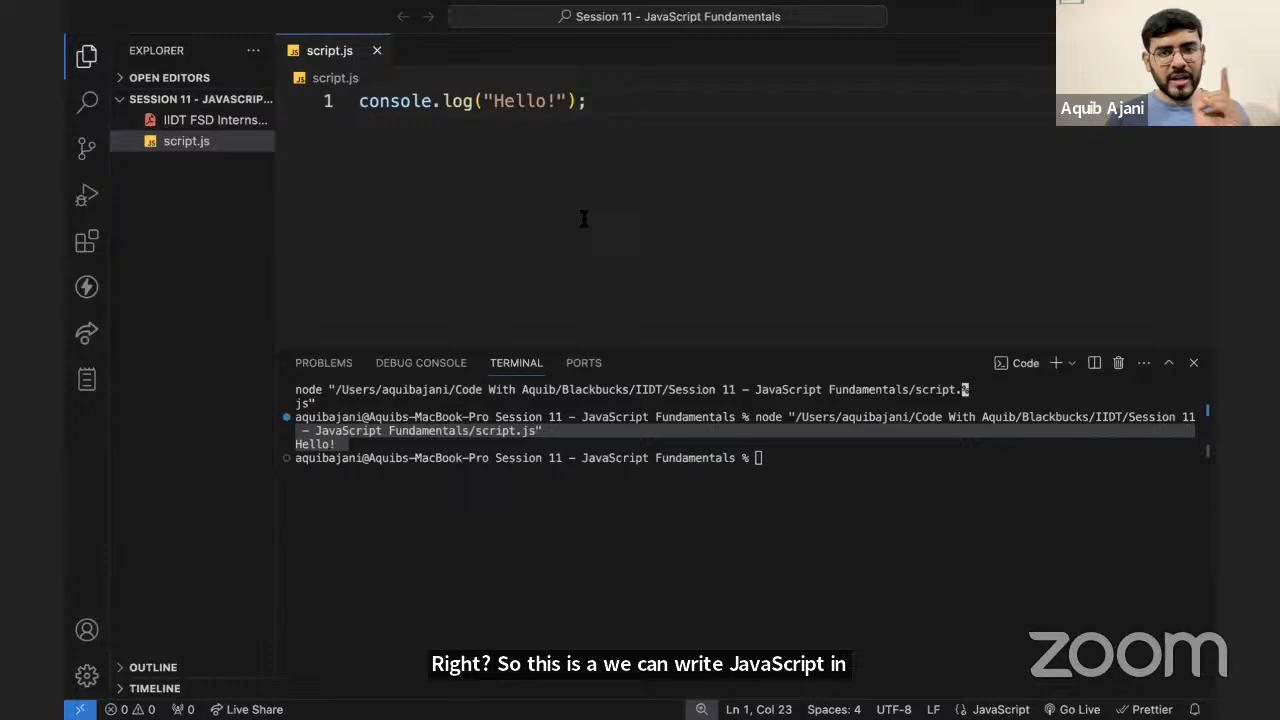 Session 11 - JavaScript Fundamentals
EXPLORER
script.js
Aquib Ajani
OPEN EDITORS
script.js
SESSION 11 - JAVASCRIP...
1 console.log("Hello!");
IIDT FSD Interns...
script.js
PROBLEMS DEBUG CONSOLE TERMINAL PORTS
Code
node "/Users/aquibajani/Code With Aquib/Blackbucks/IIDT/Session 11 - JavaScript Fundamentals/script.%
js"
aquibajani@Aquibs-MacBook-Pro Session 11 - JavaScript Fundamentals % node "/Users/aquibajani/Code With Aquib/Blackbucks/IIDT/Session 11
- JavaScript Fundamentals/script.js"
Hello!
aquibajani@Aquibs-MacBook-Pro Session 11 - JavaScript Fundamentals %
Right? So this is a we can write JavaScript in
zoom
OUTLINE
TIMELINE
0 0 0 Live Share Ln 1, Col 23 Spaces: 4 UTF-8 LF {} JavaScript Go Live Prettier